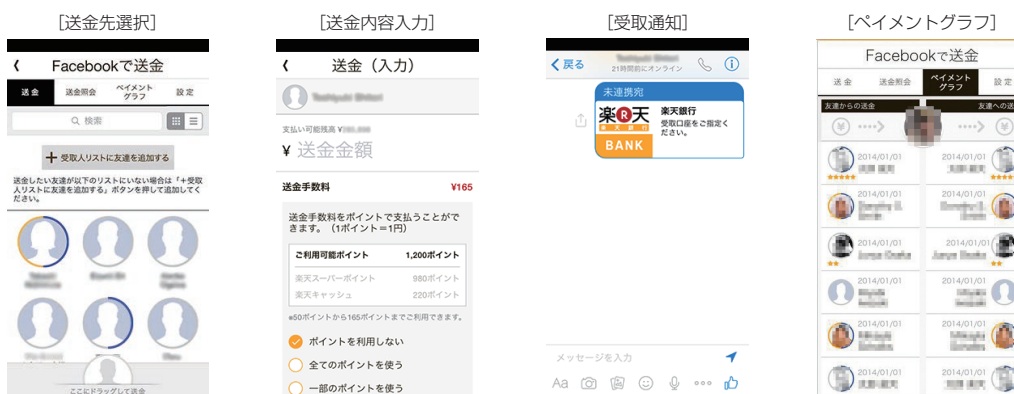 [送金先選択]
Facebookで送金
送金
送金照会
ペイメント
グラフ
設定
検索
+ 受取人リストに友達を追加する
送金したい友達が以下のリストにいない場合は「+受取
人リストに友達を追加する」ボタンを押して追加してく
ださい。
ここにドラッグして送金
[送金内容入力]
送金（入力）
支払い可能残高 ¥
¥ 送金金額
送金手数料 ¥165
送金手数料をポイントで支払うことがで
きます。（1ポイント＝1円）
ご利用可能ポイント 1,200ポイント
楽天スーパーポイント 980ポイント
楽天キャッシュ 220ポイント
※50ポイントから165ポイントまでご利用できます。
ポイントを利用しない
全てのポイントを使う
一部のポイントを使う
[受取通知]
戻る
21時間前にオンライン
未連携宛
楽R天
楽天銀行
BANK
楽天銀行
受取口座をご指定く
ださい。
メッセージを入力
Aa
[ペイメントグラフ]
Facebookで送金
送金
送金照会
ペイメント
グラフ
設定
友達からの送金
友達への送
¥
¥
2014/01/01 2014/01/01
2014/01/01 2014/01/01
2014/01/01 2014/01/01
2014/01/01 2014/01/01
2014/01/01 2014/01/01
2014/01/01 2014/01/01